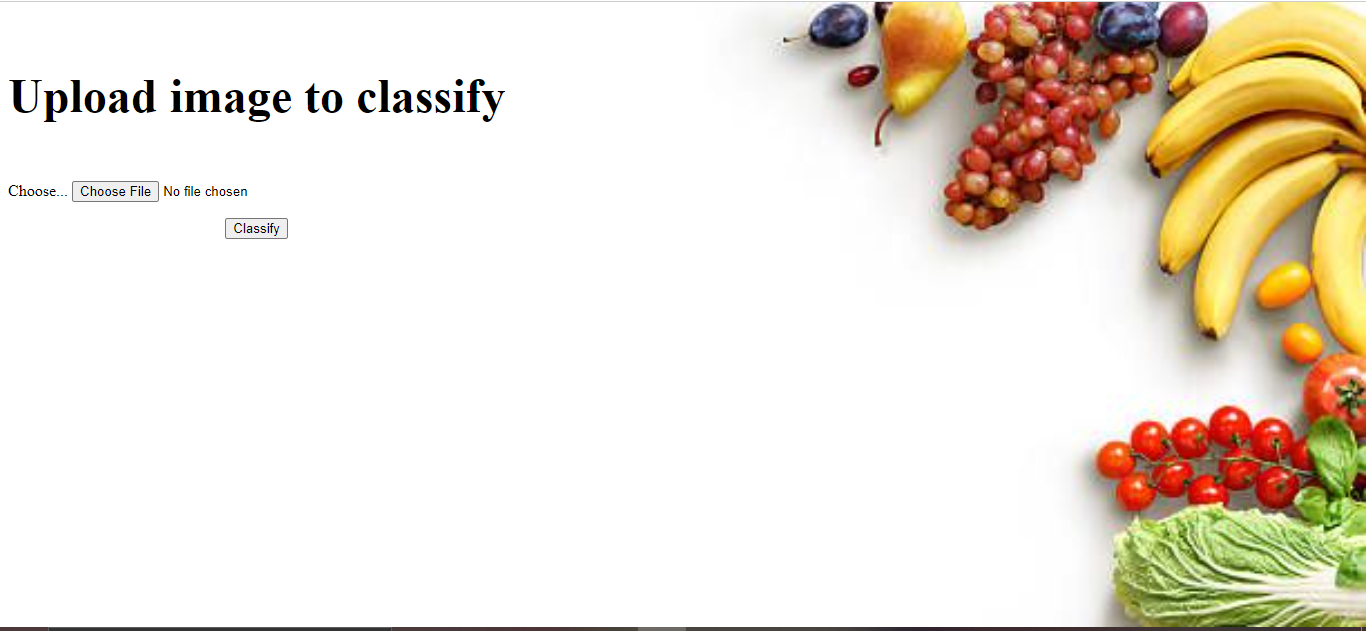 Upload image to classify
Choose... Choose File No file chosen
Classify